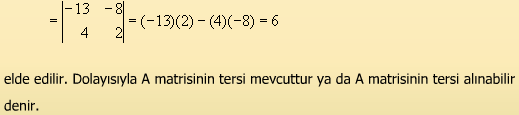 = |-13 -8| = (-13)(2) - (4)(-8) = 6
|4 2|
elde edilir. Dolayısıyla A matrisinin tersi mevcuttur ya da A matrisinin tersi alınabilir
denir.